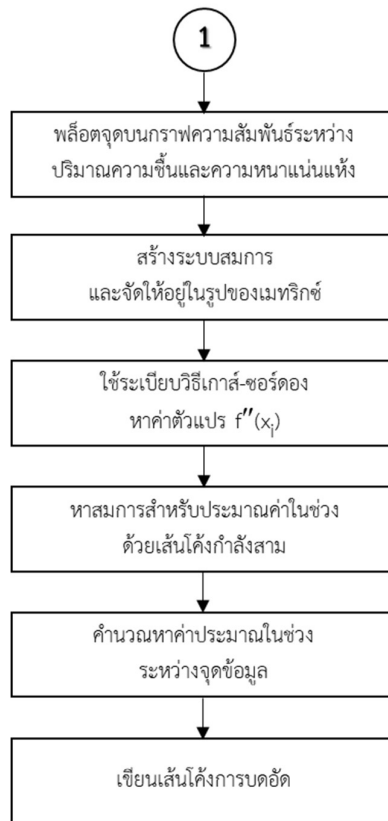 1
พล็อตจุดบนกราฟความสัมพันธ์ระหว่าง
ปริมาณความชื้นและความหนาแน่นแห้ง
สร้างระบบสมการ
และจัดให้อยู่ในรูปของเมทริกซ์
ใช้ระเบียบวิธีเกาส์-ซอร์ดอง
หาค่าตัวแปร f″(xⱼ)
หาสมการสำหรับประมาณค่าในช่วง
ด้วยเส้นโค้งกำลังสาม
คำนวณหาค่าประมาณในช่วง
ระหว่างจุดข้อมูล
เขียนเส้นโค้งการบดอัด